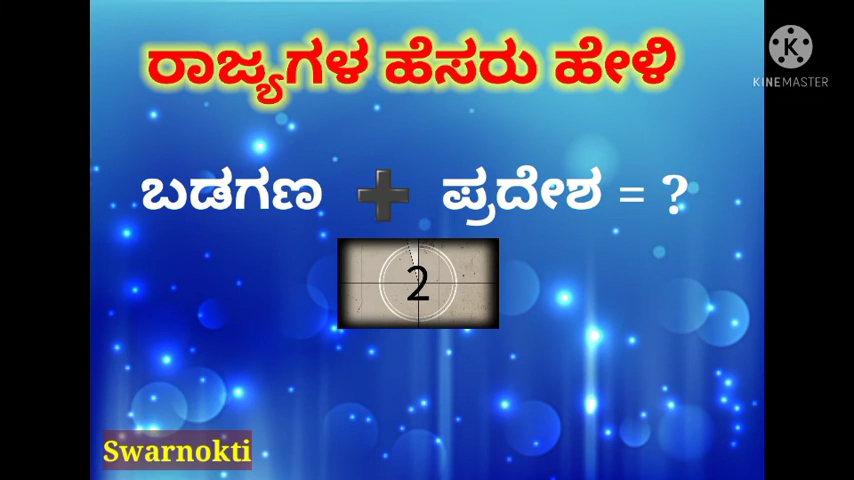 ರಾಜ್ಯಗಳ ಹೆಸರು ಹೇಳಿ
K
KINEMASTER
ಬಡಗಣ ➕ ಪ್ರದೇಶ = ?
2
Swarnokti